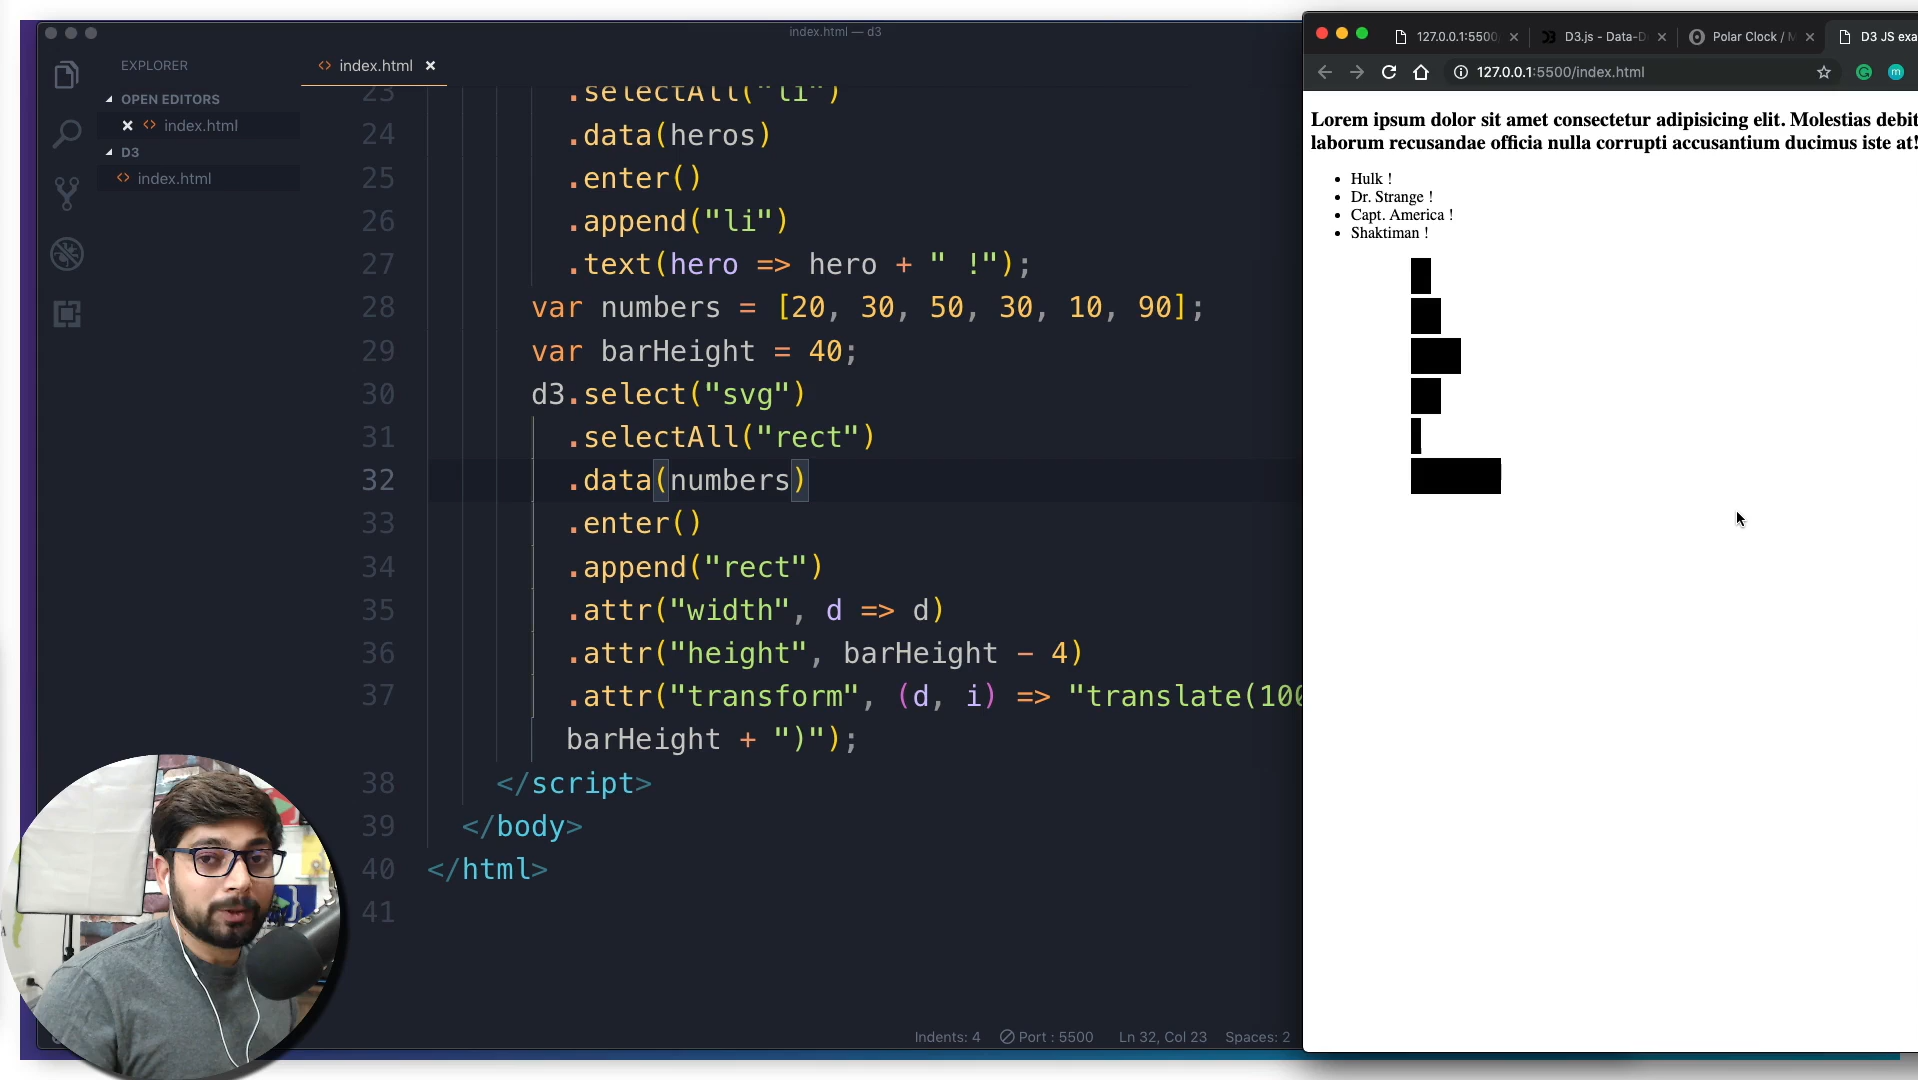 index.html — d3
EXPLORER
OPEN EDITORS
index.html
D3
index.html
index.html
23 .selectAll("li")
24 .data(heros)
25 .enter()
26 .append("li")
27 .text(hero => hero + " !");
28 var numbers = [20, 30, 50, 30, 10, 90];
29 var barHeight = 40;
30 d3.select("svg")
31 .selectAll("rect")
32 .data(numbers)
33 .enter()
34 .append("rect")
35 .attr("width", d => d)
36 .attr("height", barHeight - 4)
37 .attr("transform", (d, i) => "translate(100
barHeight + ")");
38 </script>
39 </body>
40 </html>
41
Indents: 4 Port : 5500 Ln 32, Col 23 Spaces: 2
127.0.0.1:5500 D3.js - Data-D Polar Clock / M D3 JS exa
127.0.0.1:5500/index.html m
Lorem ipsum dolor sit amet consectetur adipisicing elit. Molestias debit
laborum recusandae officia nulla corrupti accusantium ducimus iste at!
Hulk !
Dr. Strange !
Capt. America !
Shaktiman !